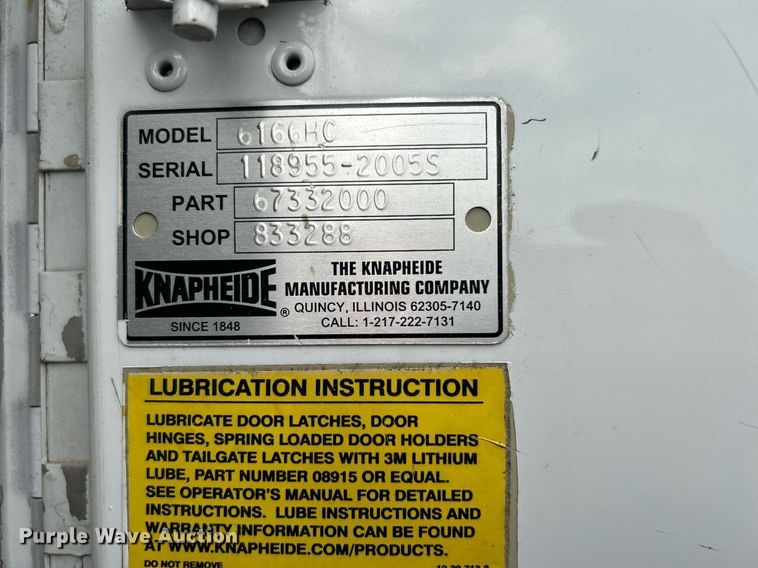 MODEL 6166HC
SERIAL 118955-2005S
PART 67332000
SHOP 833288
KNAPHEIDE ®
SINCE 1848
THE KNAPHEIDE
MANUFACTURING COMPANY
QUINCY, ILLINOIS 62305-7140
CALL: 1-217-222-7131
LUBRICATION INSTRUCTION
LUBRICATE DOOR LATCHES, DOOR
HINGES, SPRING LOADED DOOR HOLDERS
AND TAILGATE LATCHES WITH 3M LITHIUM
LUBE, PART NUMBER 08915 OR EQUAL.
SEE OPERATOR'S MANUAL FOR DETAILED
INSTRUCTIONS. LUBE INSTRUCTIONS AND
WARRANTY INFORMATION CAN BE FOUND
AT WWW.KNAPHEIDE.COM/PRODUCTS.
DO NOT REMOVE
Purple Wave Auction